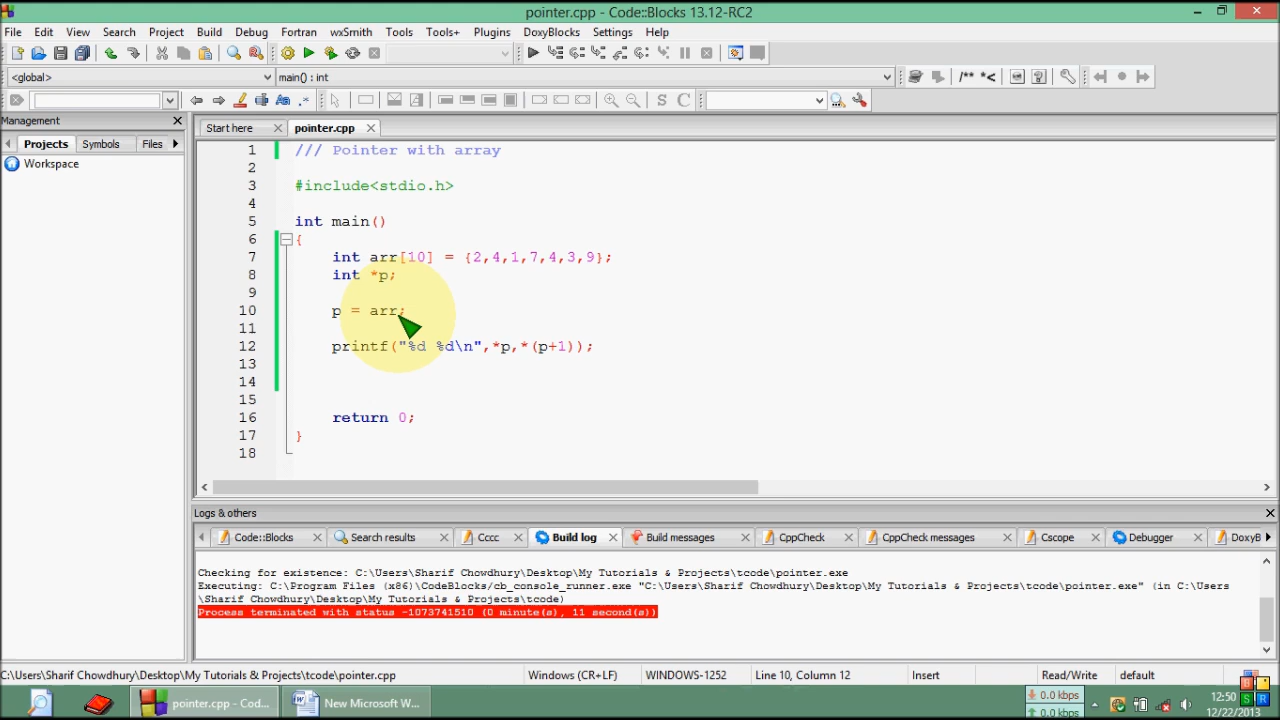 pointer.cpp - Code::Blocks 13.12-RC2
File Edit View Search Project Build Debug Fortran wxSmith Tools Tools+ Plugins DoxyBlocks Settings Help
<global> main() : int /** *<
S C
Management
Start here pointer.cpp
Projects Symbols Files
Workspace
1 /// Pointer with array
2
3 #include<stdio.h>
4
5 int main()
6 {
7 int arr[10] = {2,4,1,7,4,3,9};
8 int *p;
9
10 p = arr;
11
12 printf("%d %d\n",*p,*(p+1));
13
14
15
16 return 0;
17 }
18
Logs & others
Code::Blocks Search results Cccc Build log Build messages CppCheck CppCheck messages Cscope Debugger DoxyB
Checking for existence: C:\Users\Sharif Chowdhury\Desktop\My Tutorials & Projects\tcode\pointer.exe
Executing: C:\Program Files (x86)\CodeBlocks/cb_console_runner.exe "C:\Users\Sharif Chowdhury\Desktop\My Tutorials & Projects\tcode\pointer.exe" (in C:\Users
\Sharif Chowdhury\Desktop\My Tutorials & Projects\tcode)
Process terminated with status -1073741510 (0 minute(s), 11 second(s))
C:\Users\Sharif Chowdhury\Desktop\My Tutorials & Projects\tcode\pointer.cpp Windows (CR+LF) WINDOWS-1252 Line 10, Column 12 Insert Read/Write default
pointer.cpp - Cod... New Microsoft W...
0.0 kbps
0.0 kbps
12:50
12/22/2013